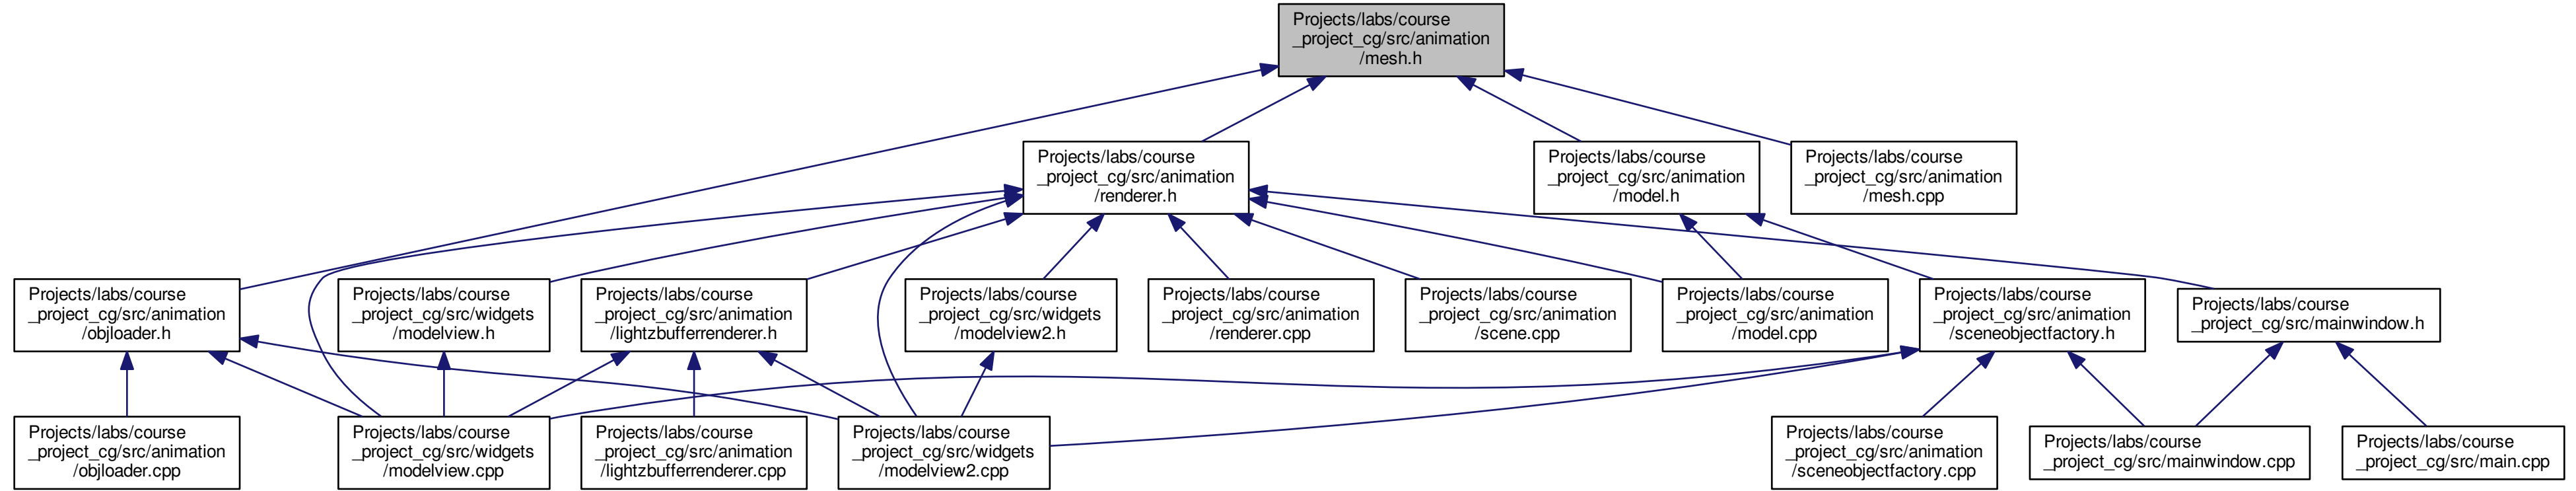 Projects/labs/course
_project_cg/src/animation
/mesh.h
Projects/labs/course
_project_cg/src/animation
/renderer.h
Projects/labs/course
_project_cg/src/animation
/model.h
Projects/labs/course
_project_cg/src/animation
/mesh.cpp
Projects/labs/course
_project_cg/src/animation
/objloader.h
Projects/labs/course
_project_cg/src/widgets
/modelview.h
Projects/labs/course
_project_cg/src/animation
/lightzbufferrenderer.h
Projects/labs/course
_project_cg/src/widgets
/modelview2.h
Projects/labs/course
_project_cg/src/animation
/renderer.cpp
Projects/labs/course
_project_cg/src/animation
/scene.cpp
Projects/labs/course
_project_cg/src/animation
/model.cpp
Projects/labs/course
_project_cg/src/animation
/sceneobjectfactory.h
Projects/labs/course
_project_cg/src/mainwindow.h
Projects/labs/course
_project_cg/src/animation
/objloader.cpp
Projects/labs/course
_project_cg/src/widgets
/modelview.cpp
Projects/labs/course
_project_cg/src/animation
/lightzbufferrenderer.cpp
Projects/labs/course
_project_cg/src/widgets
/modelview2.cpp
Projects/labs/course
_project_cg/src/animation
/sceneobjectfactory.cpp
Projects/labs/course
_project_cg/src/mainwindow.cpp
Projects/labs/course
_project_cg/src/main.cpp